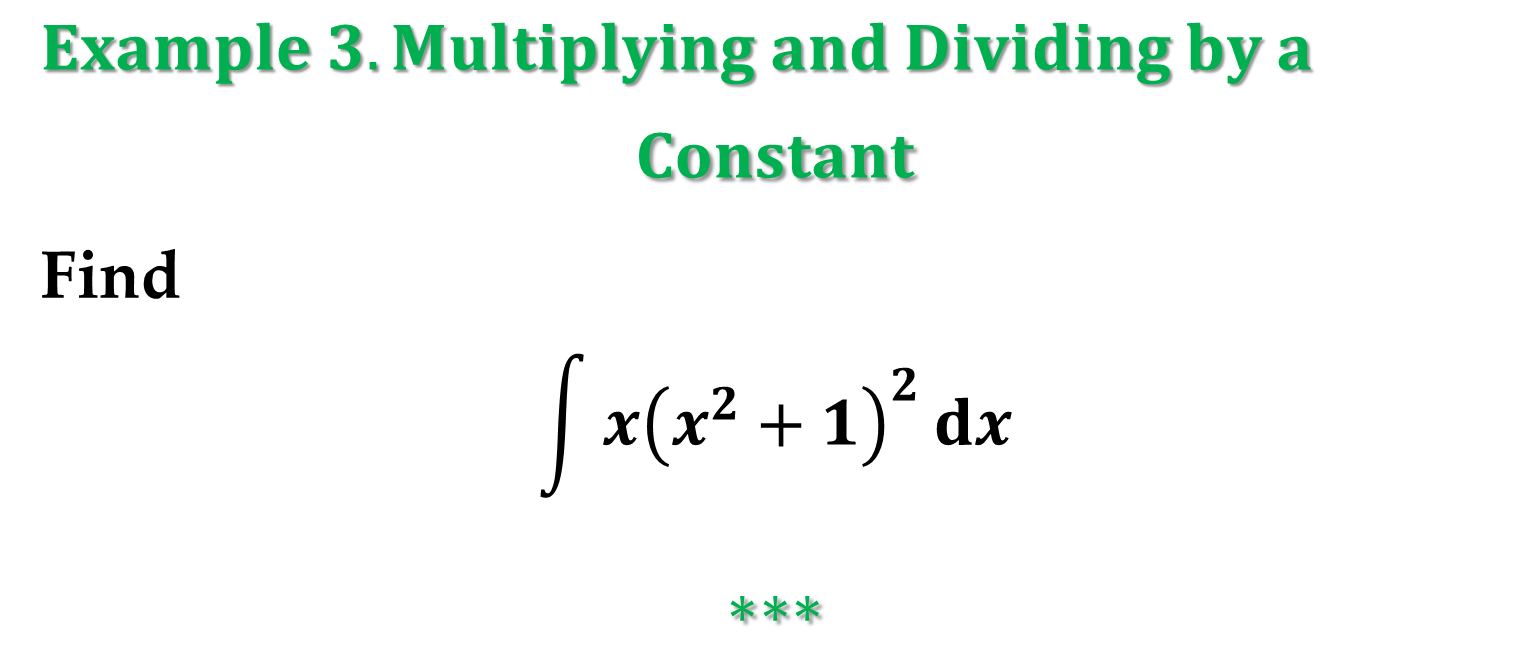 Example 3. Multiplying and Dividing by a
Constant
Find
∫ x(x² + 1)² dx
***